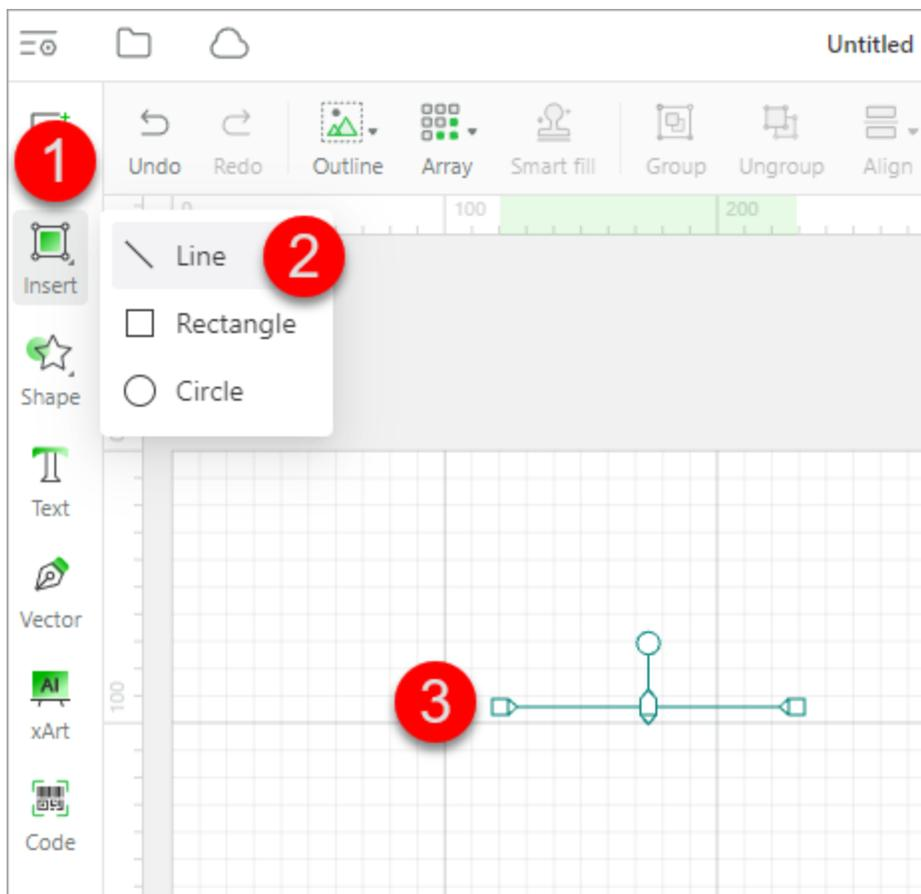 Untitled
1
Undo
Redo
Outline
Array
Smart fill
Group
Ungroup
Align
0
100
200
Insert
Line
2
Rectangle
Circle
Shape
Text
Vector
3
100
AI
xArt
Code